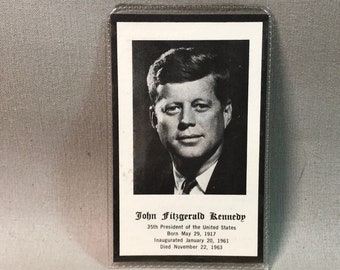 John Fitzgerald Kennedy
35th President of the United States
Born May 29, 1917
Inaugurated January 20, 1961
Died November 22, 1963